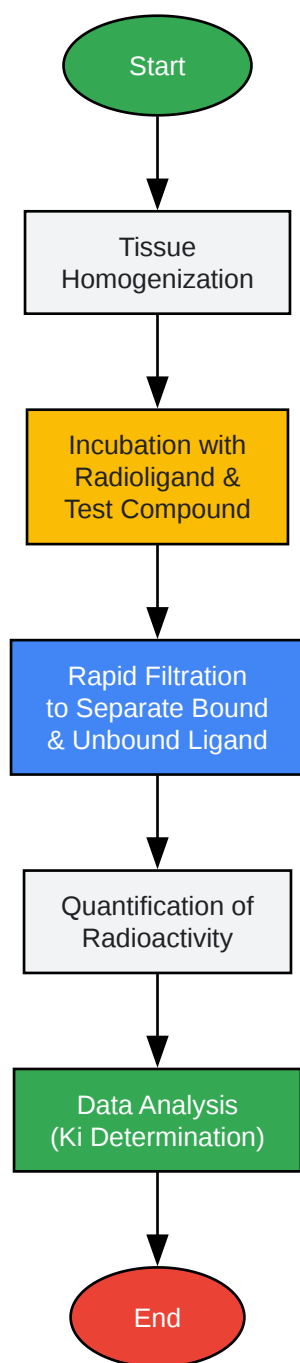 Start
Tissue
Homogenization
Incubation with
Radioligand &
Test Compound
Rapid Filtration
to Separate Bound
& Unbound Ligand
Quantification of
Radioactivity
Data Analysis
(Ki Determination)
End